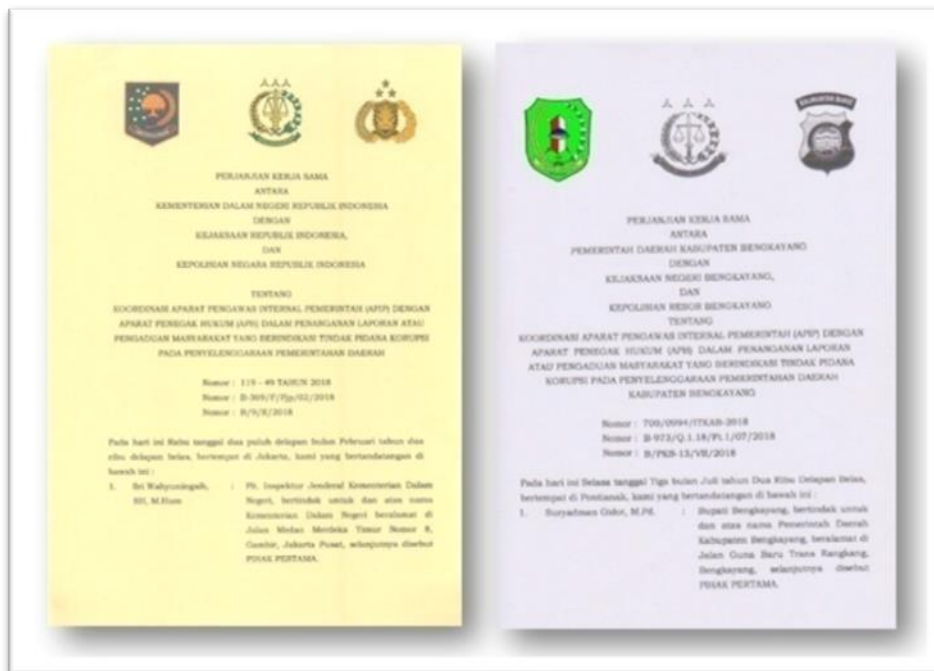 PERJANJIAN KERJA SAMA
ANTARA
KEMENTERIAN DALAM NEGERI REPUBLIK INDONESIA
DENGAN
KEJAKSAAN REPUBLIK INDONESIA,
DAN
KEPOLISIAN NEGARA REPUBLIK INDONESIA
TENTANG
KOORDINASI APARAT PENGAWAS INTERNAL PEMERINTAH (APIP) DENGAN
APARAT PENEGAK HUKUM (APH) DALAM PENANGANAN LAPORAN ATAU
PENGADUAN MASYARAKAT YANG BERINDIKASI TINDAK PIDANA KORUPSI
PADA PENYELENGGARAAN PEMERINTAHAN DAERAH
Nomor : 119 - 49 TAHUN 2018
Nomor : B-369/F/Fjp/02/2018
Nomor : B/9/II/2018
Pada hari ini Rabu tanggal dua puluh delapan bulan Februari tahun dua
ribu delapan belas, bertempat di Jakarta, kami yang bertandatangan di
bawah ini :
1. Sri Wahyuningsih, : Plt. Inspektur Jenderal Kementerian Dalam
SH, M.Hum Negeri, bertindak untuk dan atas nama
Kementerian Dalam Negeri beralamat di
Jalan Medan Merdeka Timur Nomor 8,
Gambir, Jakarta Pusat, selanjutnya disebut
PIHAK PERTAMA.
KALIMANTAN BARAT
PERJANJIAN KERJA SAMA
ANTARA
PEMERINTAH DAERAH KABUPATEN BENGKAYANG
DENGAN
KEJAKSAAN NEGERI BENGKAYANG,
DAN
KEPOLISIAN RESOR BENGKAYANG
TENTANG
KOORDINASI APARAT PENGAWAS INTERNAL PEMERINTAH (APIP) DENGAN
APARAT PENEGAK HUKUM (APH) DALAM PENANGANAN LAPORAN
ATAU PENGADUAN MASYARAKAT YANG BERINDIKASI TINDAK PIDANA
KORUPSI PADA PENYELENGGARAAN PEMERINTAHAN DAERAH
KABUPATEN BENGKAYANG
Nomor : 700/0994/ITKAB-2018
Nomor : B-973/Q.1.18/Ft.1/07/2018
Nomor : B/PKS-13/VII/2018
Pada hari ini Selasa tanggal Tiga bulan Juli tahun Dua Ribu Delapan Belas,
bertempat di Pontianak, kami yang bertandatangan di bawah ini :
1. Suryadman Gidot, M.Pd. : Bupati Bengkayang, bertindak untuk
dan atas nama Pemerintah Daerah
Kabupaten Bengkayang, beralamat di
Jalan Guna Baru Trans Rangkang,
Bengkayang, selanjutnya disebut
PIHAK PERTAMA.